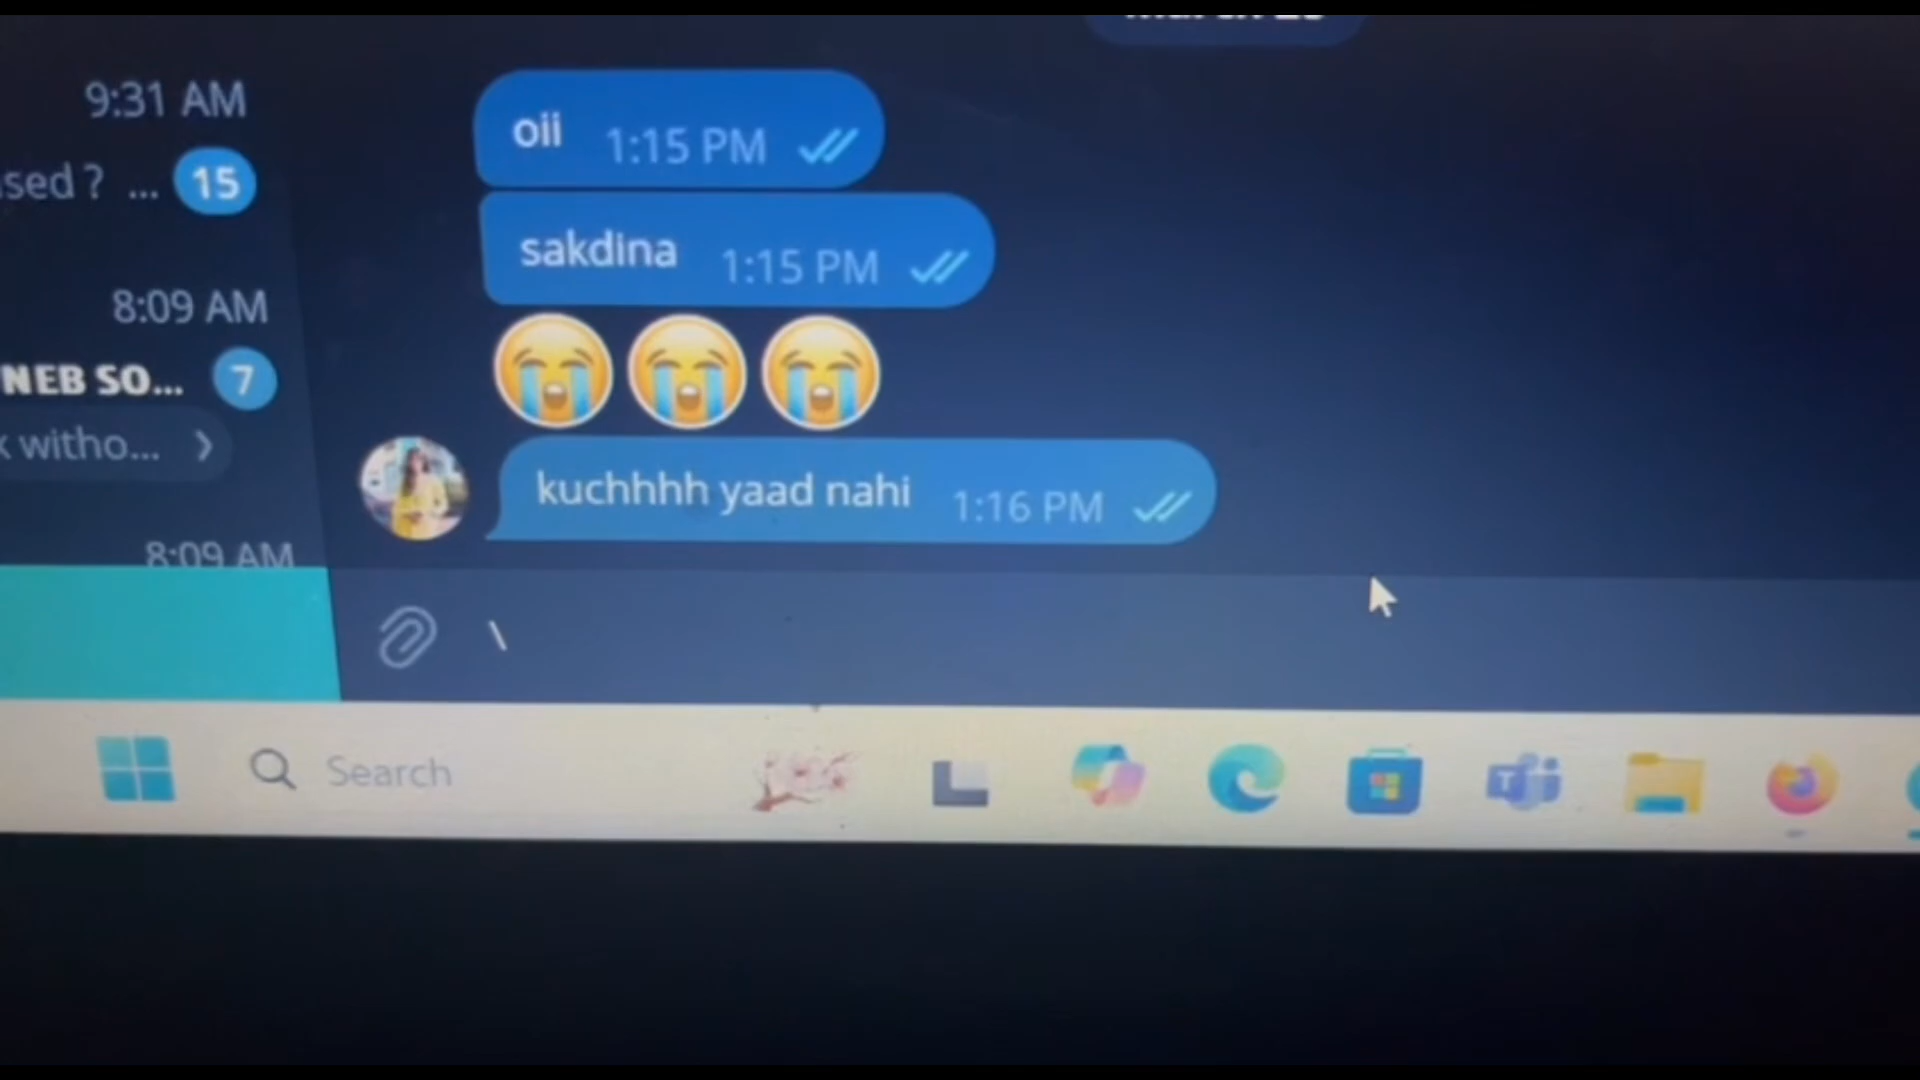 9:31 AM
sed ? ... 15
8:09 AM
NEB SO... 7
witho...
8:09 AM
oii 1:15 PM
sakdina 1:15 PM
😭😭😭
kuchhhh yaad nahi 1:16 PM
\
Search